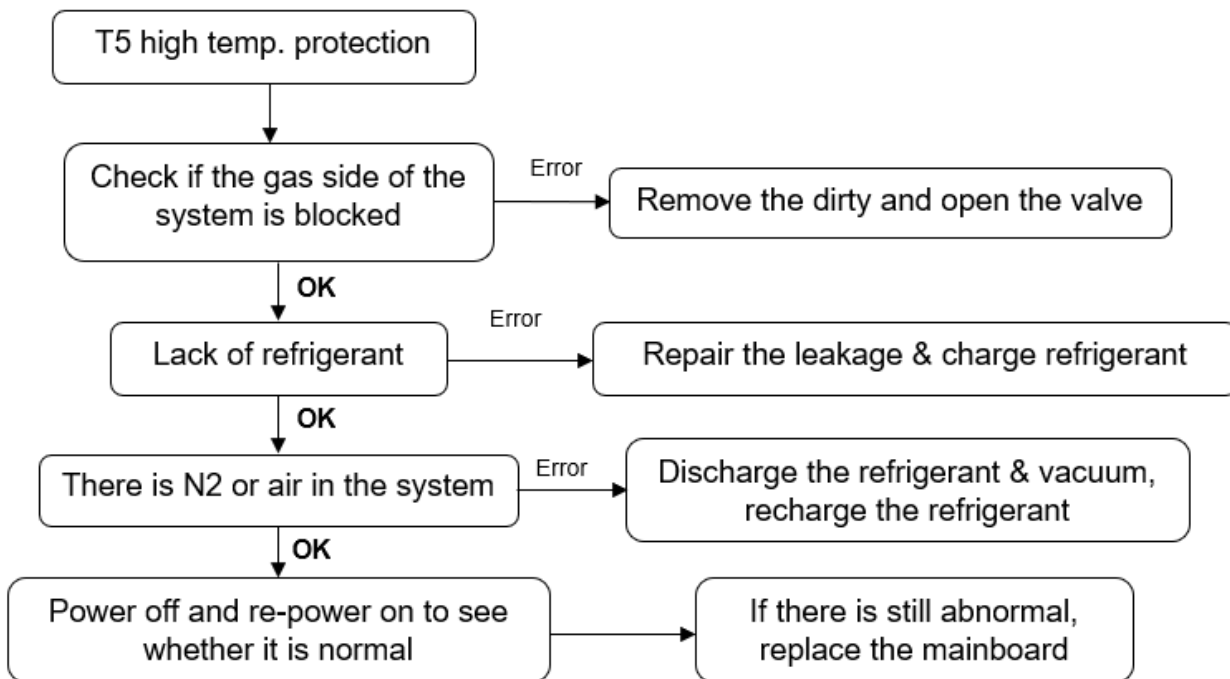 T5 high temp. protection
Check if the gas side of the
system is blocked
Error
Remove the dirty and open the valve
OK
Lack of refrigerant
Error
Repair the leakage & charge refrigerant
OK
There is N2 or air in the system
Error
Discharge the refrigerant & vacuum,
recharge the refrigerant
OK
Power off and re-power on to see
whether it is normal
If there is still abnormal,
replace the mainboard